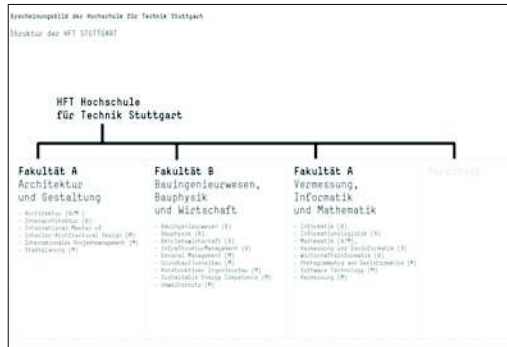 Erscheinungsbild der Hochschule für Technik Stuttgart
Struktur der HFT STUTTGART
HFT Hochschule
für Technik Stuttgart
Fakultät A
Architektur
und Gestaltung
- Architektur [B/M]
- Innenarchitektur [B]
- International Master of
Interior-Architectural Design [M]
- Internationales Projektmanagement [M]
- Stadtplanung [M]
Fakultät B
Bauingenieurwesen,
Bauphysik
und Wirtschaft
- Bauingenieurwesen [B]
- Bauphysik [B]
- Betriebswirtschaft [B]
- InfraStrukturManagement [B]
- General Management [M]
- Grundbau/Tunnelbau [M]
- Konstruktiver Ingenieurbau [M]
- Sustainable Energy Competence [M]
- Umweltschutz [M]
Fakultät A
Vermessung,
Informatik
und Mathematik
- Informatik [B]
- Informationslogistik [B]
- Mathematik [B/M],
- Vermessung und Geoinformatik [B]
- Wirtschaftsinformatik [B]
- Photogrammetry and Geoinformatics [M]
- Software Technology [M]
- Vermessung [M]